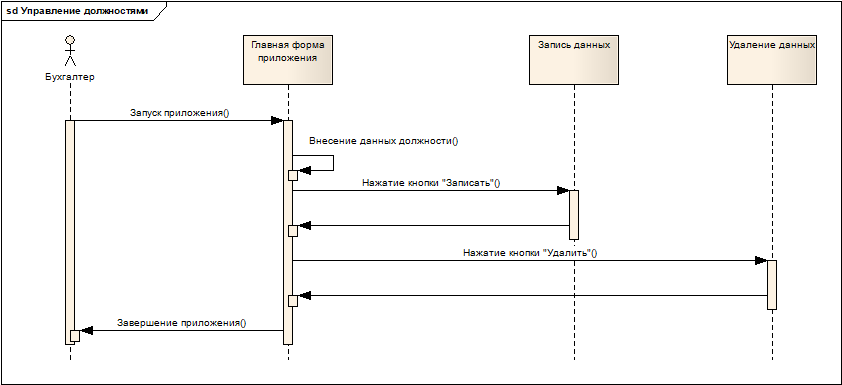 sd Управление должностями
Бухгалтер
Главная форма
приложения
Запись данных
Удаление данных
Запуск приложения()
Внесение данных должности()
Нажатие кнопки "Записать"()
Нажатие кнопки "Удалить"()
Завершение приложения()